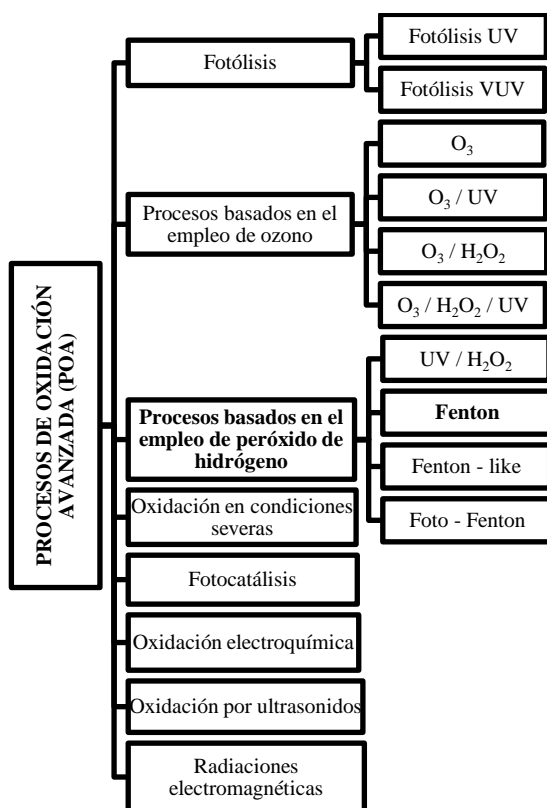 PROCESOS DE OXIDACIÓN
AVANZADA (POA)
Fotólisis
Fotólisis UV
Fotólisis VUV
Procesos basados en el
empleo de ozono
O₃
O₃ / UV
O₃ / H₂O₂
O₃ / H₂O₂ / UV
Procesos basados en el
empleo de peróxido de
hidrógeno
UV / H₂O₂
Fenton
Fenton - like
Foto - Fenton
Oxidación en condiciones
severas
Fotocatálisis
Oxidación electroquímica
Oxidación por ultrasonidos
Radiaciones
electromagnéticas